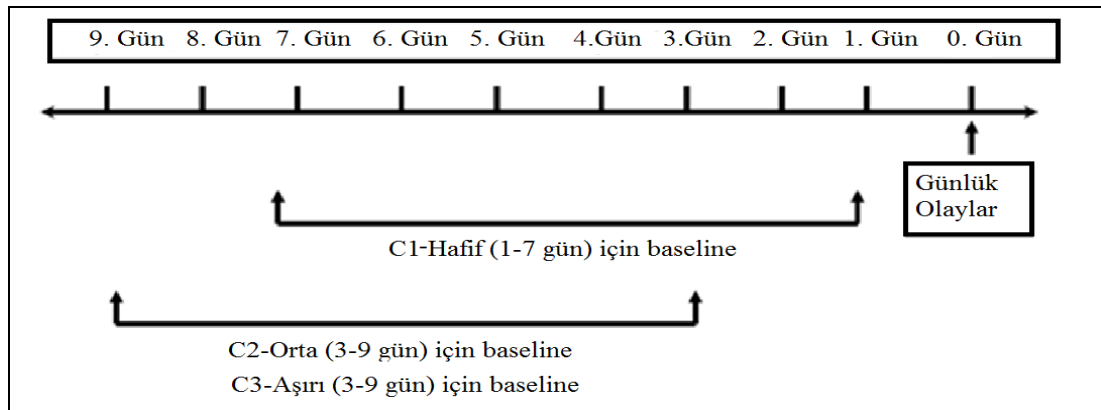 9. Gün 8. Gün 7. Gün 6. Gün 5. Gün 4.Gün 3.Gün 2. Gün 1. Gün 0. Gün
Günlük
Olaylar
C1-Hafif (1-7 gün) için baseline
C2-Orta (3-9 gün) için baseline
C3-Aşırı (3-9 gün) için baseline